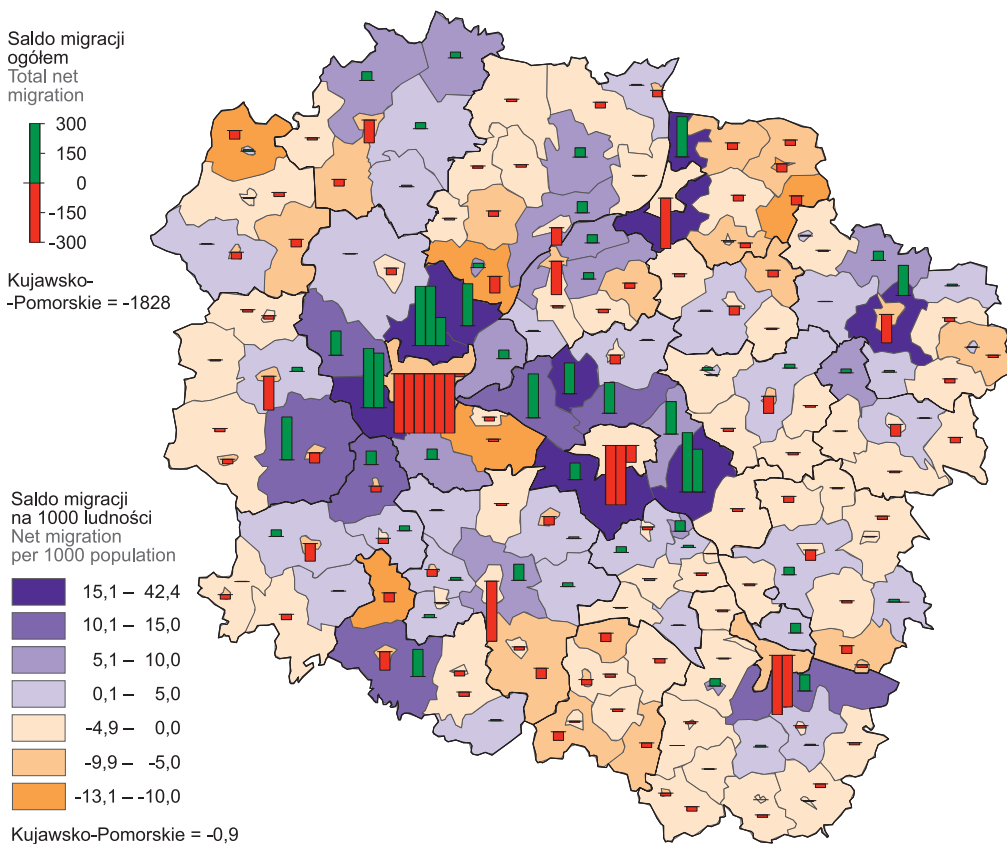 Saldo migracji
ogółem
Total net
migration
300
150
0
-150
-300
Kujawsko-
-Pomorskie = -1828
Saldo migracji
na 1000 ludności
Net migration
per 1000 population
15,1 – 42,4
10,1 – 15,0
5,1 – 10,0
0,1 – 5,0
-4,9 – 0,0
-9,9 – -5,0
-13,1 – -10,0
Kujawsko-Pomorskie = -0,9